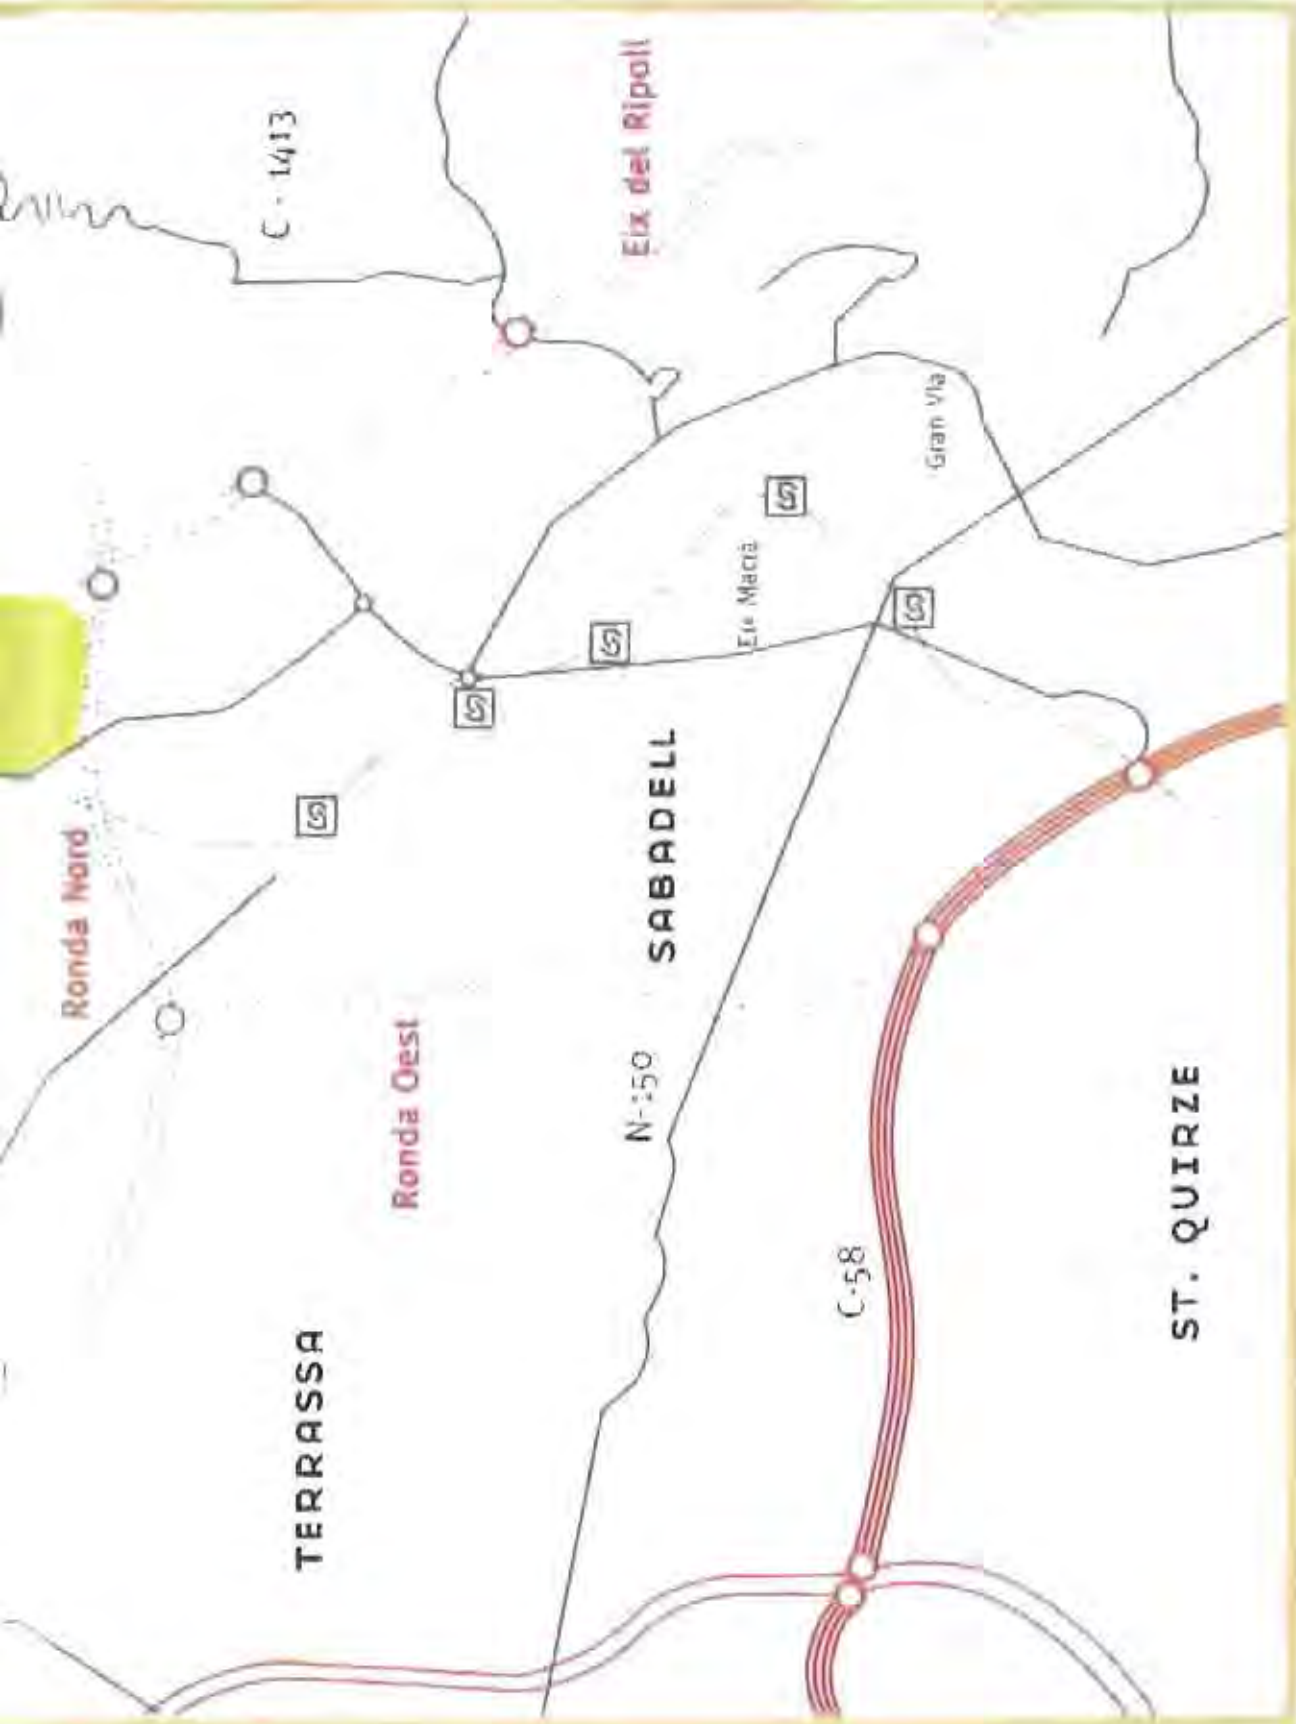 C - 1413
Eix del Ripoll
Ronda Nord
Gran Via
Eix Macià
SABADELL
Ronda Oest
N-150
TERRASSA
C-58
ST. QUIRZE